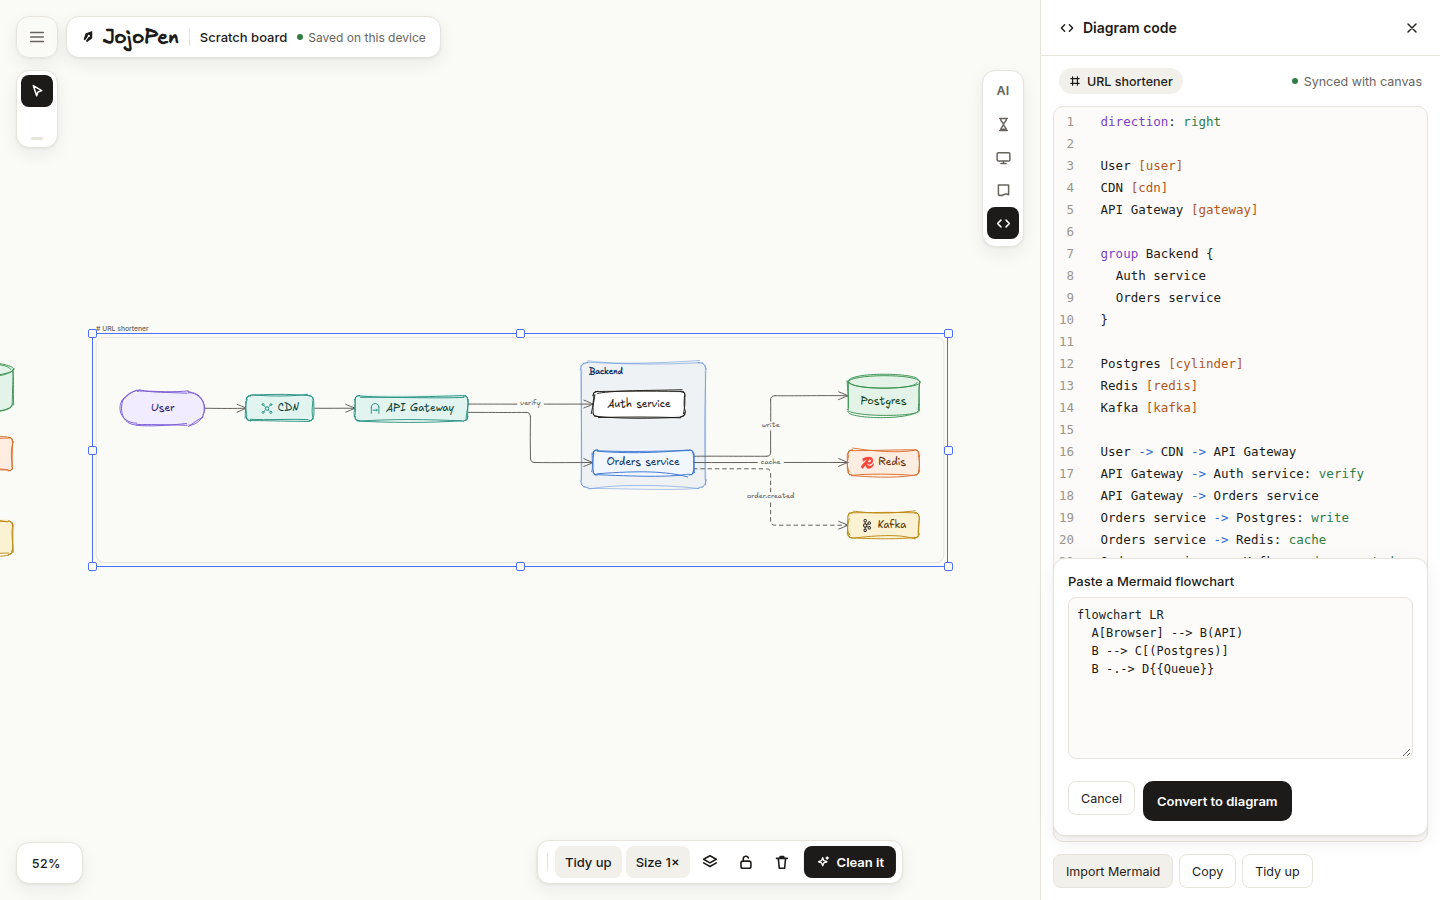 JojoPen
Scratch board
Saved on this device
AI
# URL shortener
User
CDN
API Gateway
verify
Backend
Auth service
Orders service
write
cache
order.created
Postgres
Redis
Kafka
52%
Tidy up
Size 1×
Clean it
Diagram code
URL shortener
Synced with canvas
1 direction: right
2
3 User [user]
4 CDN [cdn]
5 API Gateway [gateway]
6
7 group Backend {
8 Auth service
9 Orders service
10 }
11
12 Postgres [cylinder]
13 Redis [redis]
14 Kafka [kafka]
15
16 User -> CDN -> API Gateway
17 API Gateway -> Auth service: verify
18 API Gateway -> Orders service
19 Orders service -> Postgres: write
20 Orders service -> Redis: cache
Paste a Mermaid flowchart
flowchart LR
A[Browser] --> B(API)
B --> C[(Postgres)]
B -.-> D{{Queue}}
Cancel
Convert to diagram
Import Mermaid
Copy
Tidy up